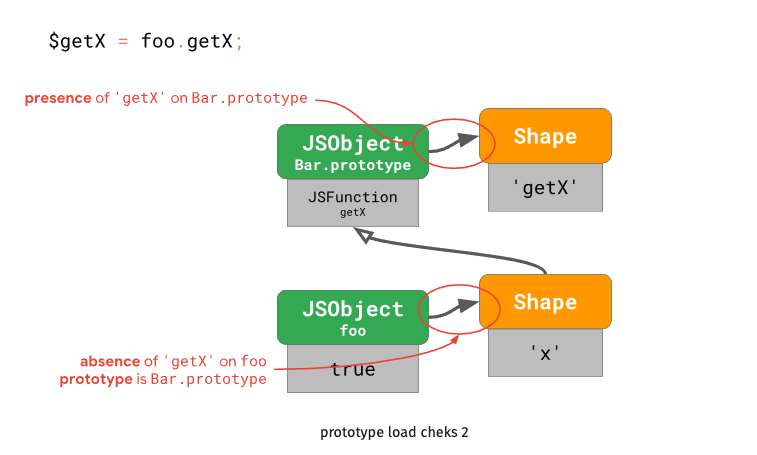 $getX = foo.getX;
presence of 'getX' on Bar.prototype
JSObject
Bar.prototype
Shape
JSFunction
getX
'getX'
JSObject
foo
Shape
absence of 'getX' on foo
prototype is Bar.prototype
true
'x'
prototype load cheks 2